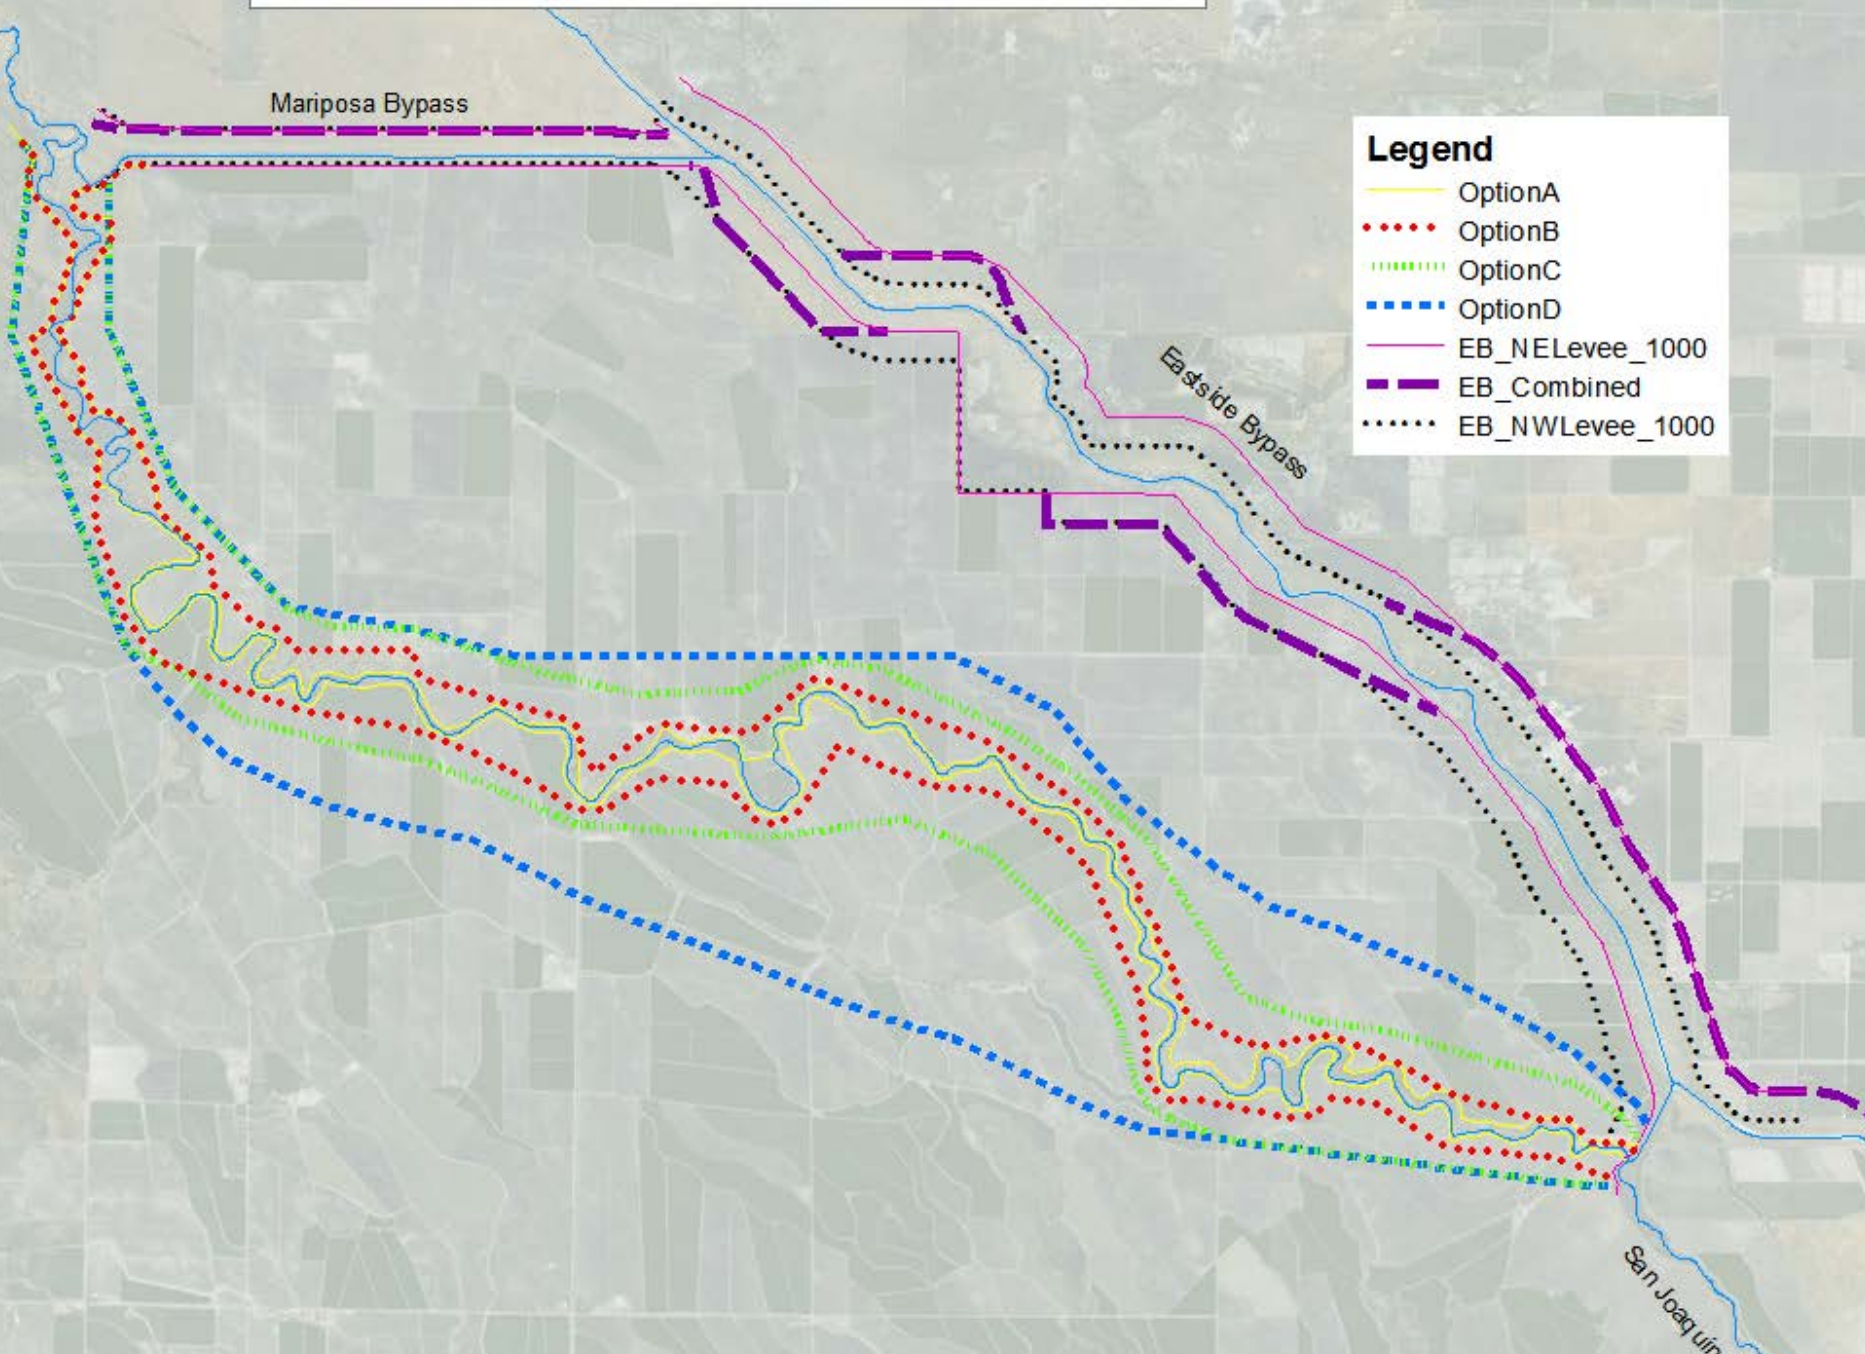 Mariposa Bypass
Legend
OptionA
OptionB
OptionC
OptionD
EB_NELevee_1000
EB_Combined
EB_NWLevee_1000
Eastside Bypass
San Joaquin